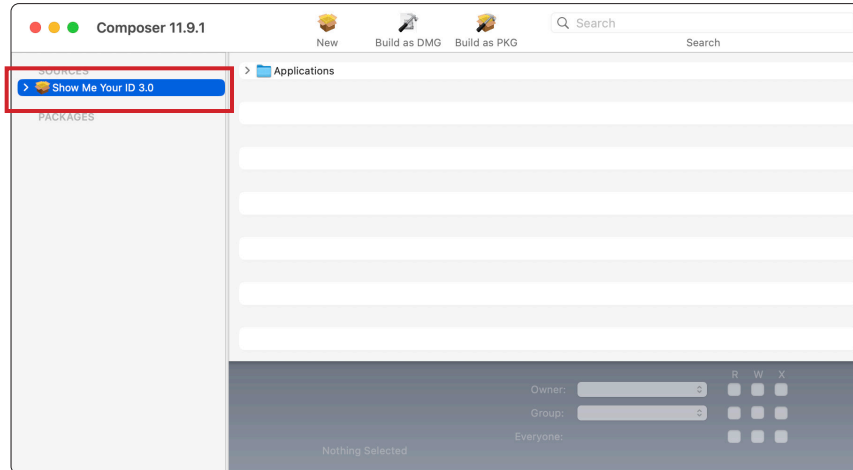 Composer 11.9.1
New
Build as DMG
Build as PKG
Search
Search
SOURCES
Show Me Your ID 3.0
PACKAGES
Applications
R W X
Owner:
Group:
Everyone:
Nothing Selected